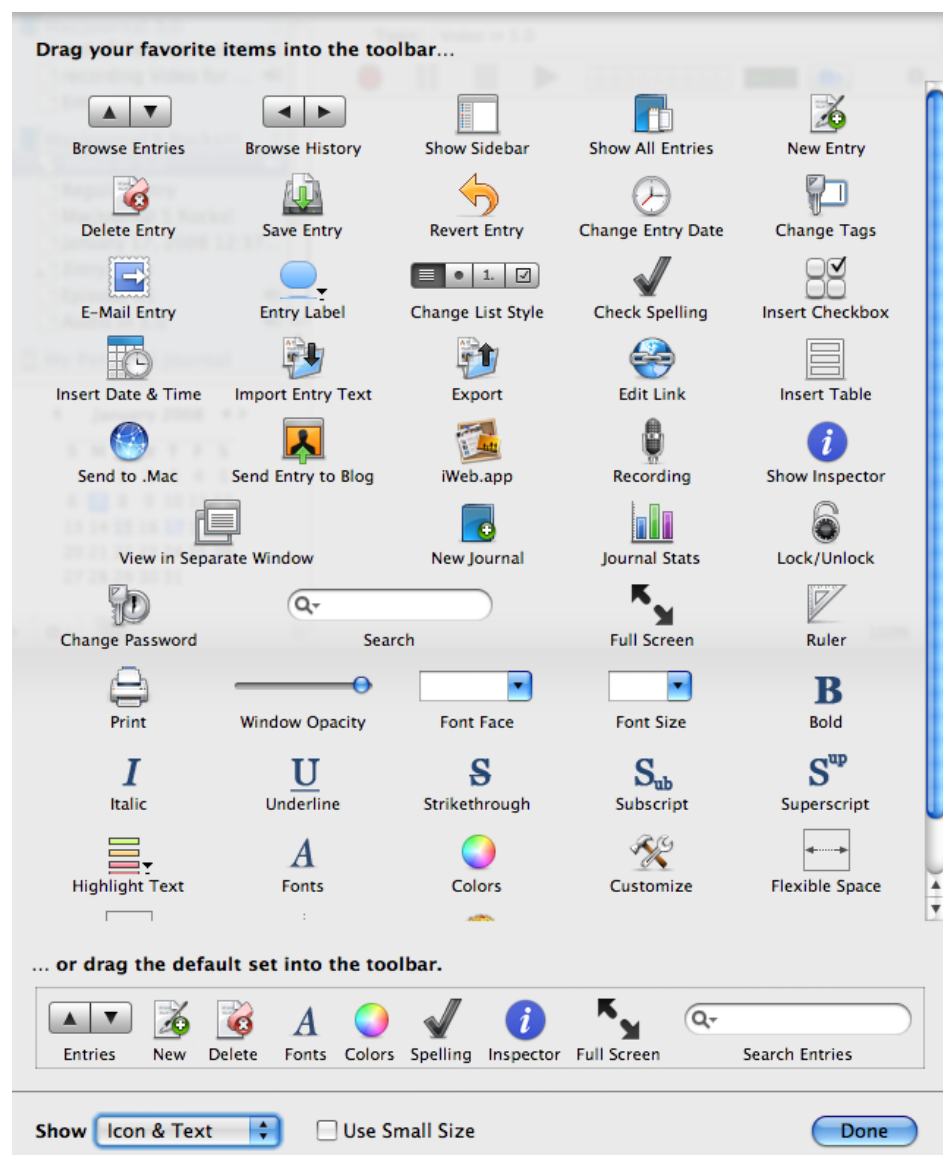 Drag your favorite items into the toolbar...
Browse Entries Browse History Show Sidebar Show All Entries New Entry
Delete Entry Save Entry Revert Entry Change Entry Date Change Tags
1.
E-Mail Entry Entry Label Change List Style Check Spelling Insert Checkbox
Insert Date & Time Import Entry Text Export Edit Link Insert Table
i
Send to .Mac Send Entry to Blog iWeb.app Recording Show Inspector
View in Separate Window New Journal Journal Stats Lock/Unlock
Change Password Search Full Screen Ruler
B
Print Window Opacity Font Face Font Size Bold
I U S Sub Sup
Italic Underline Strikethrough Subscript Superscript
A
Highlight Text Fonts Colors Customize Flexible Space
... or drag the default set into the toolbar.
A i
Entries New Delete Fonts Colors Spelling Inspector Full Screen Search Entries
Show Icon & Text Use Small Size Done